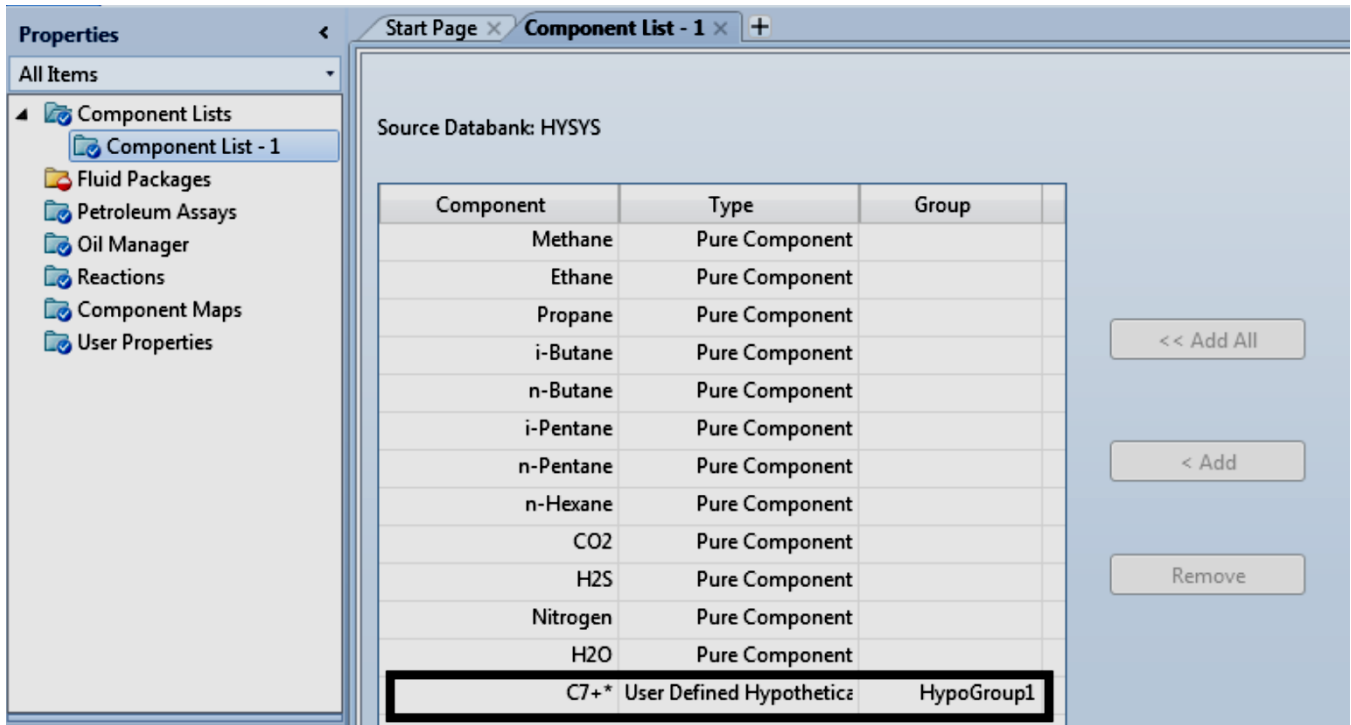 Properties
All Items
Component Lists
Component List - 1
Fluid Packages
Petroleum Assays
Oil Manager
Reactions
Component Maps
User Properties
Start Page Component List - 1
Source Databank: HYSYS
Component Type Group
Methane Pure Component
Ethane Pure Component
Propane Pure Component
i-Butane Pure Component
n-Butane Pure Component
i-Pentane Pure Component
n-Pentane Pure Component
n-Hexane Pure Component
CO2 Pure Component
H2S Pure Component
Nitrogen Pure Component
H2O Pure Component
C7+* User Defined Hypothetica HypoGroup1
<< Add All
< Add
Remove